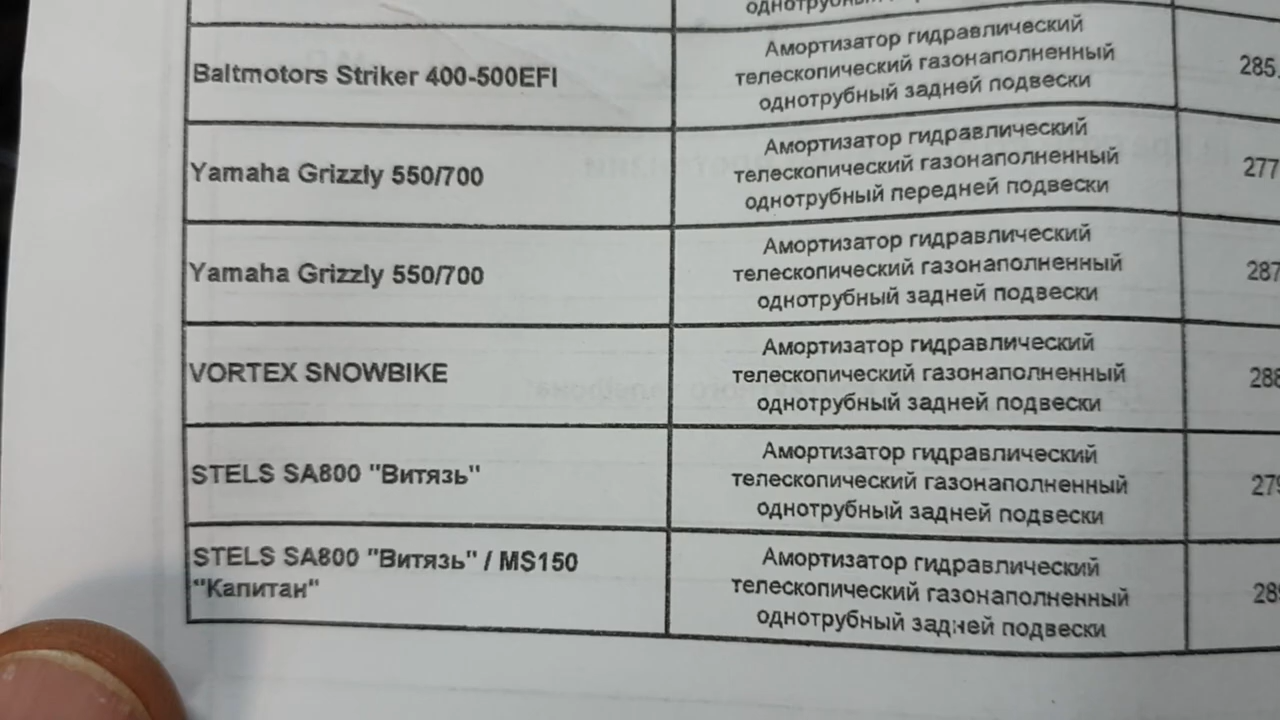 Baltmotors Striker 400-500EFI
Амортизатор гидравлический
телескопический газонаполненный
однотрубный задней подвески
285.
Yamaha Grizzly 550/700
Амортизатор гидравлический
телескопический газонаполненный
однотрубный передней подвески
277
Yamaha Grizzly 550/700
Амортизатор гидравлический
телескопический газонаполненный
однотрубный задней подвески
287
VORTEX SNOWBIKE
Амортизатор гидравлический
телескопический газонаполненный
однотрубный задней подвески
288
STELS SA800 "Витязь"
Амортизатор гидравлический
телескопический газонаполненный
однотрубный задней подвески
279
STELS SA800 "Витязь" / MS150
"Капитан"
Амортизатор гидравлический
телескопический газонаполненный
однотрубный задней подвески